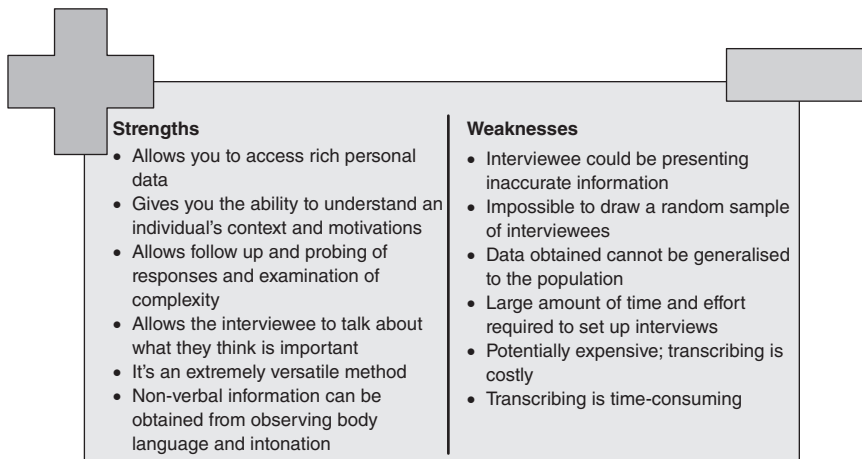 Strengths
• Allows you to access rich personal
data
• Gives you the ability to understand an
individual's context and motivations
• Allows follow up and probing of
responses and examination of
complexity
• Allows the interviewee to talk about
what they think is important
• It's an extremely versatile method
• Non-verbal information can be
obtained from observing body
language and intonation
Weaknesses
• Interviewee could be presenting
inaccurate information
• Impossible to draw a random sample
of interviewees
• Data obtained cannot be generalised
to the population
• Large amount of time and effort
required to set up interviews
• Potentially expensive; transcribing is
costly
• Transcribing is time-consuming